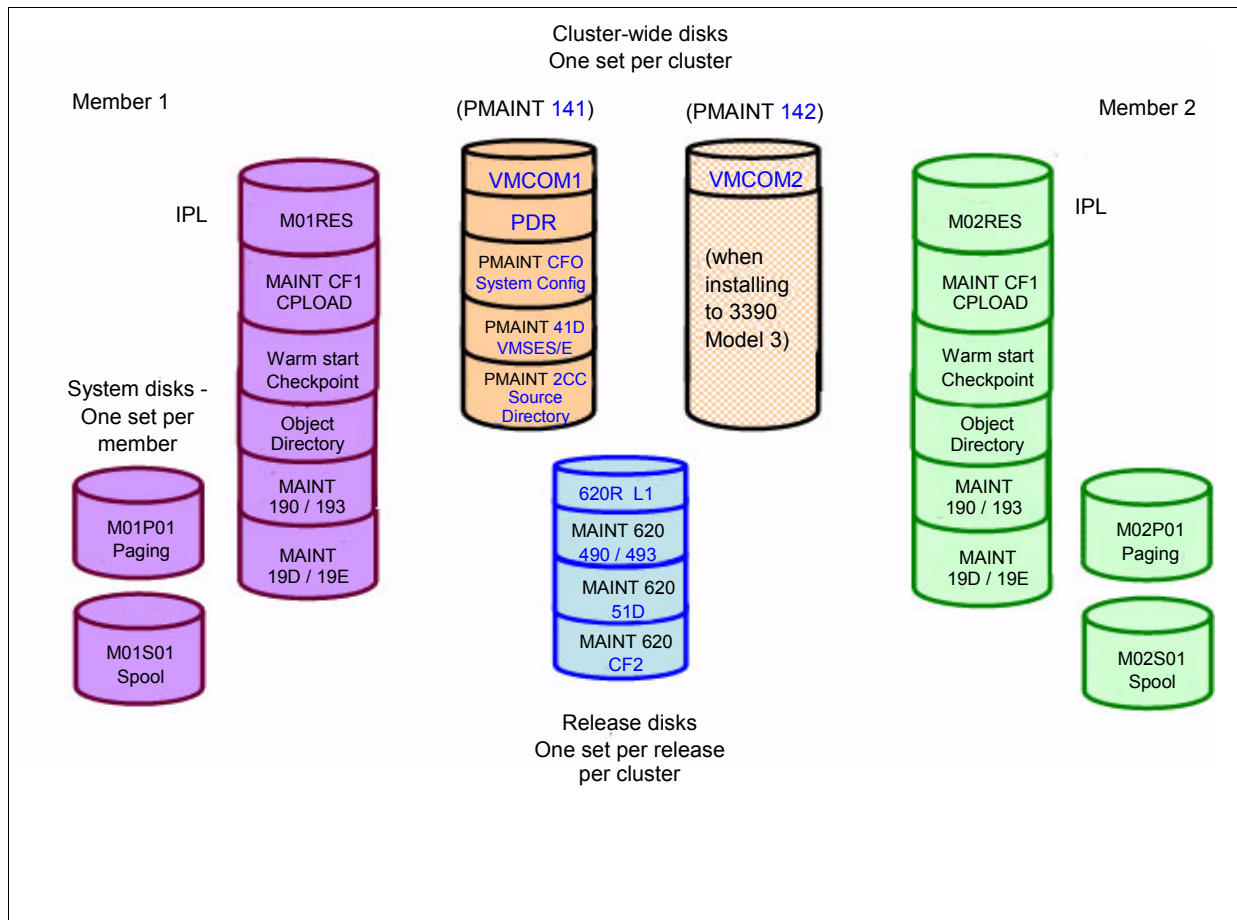 Cluster-wide disks
One set per cluster
Member 1
(PMAINT 141)
(PMAINT 142)
Member 2
IPL
M01RES
MAINT CF1
CPLOAD
Warm start
Checkpoint
Object
Directory
MAINT
190 / 193
MAINT
19D / 19E
System disks -
One set per
member
M01P01
Paging
M01S01
Spool
VMCOM1
PDR
PMAINT CFO
System Config
PMAINT 41D
VMSES/E
PMAINT 2CC
Source
Directory
VMCOM2
(when
installing
to 3390
Model 3)
620R L1
MAINT 620
490 / 493
MAINT 620
51D
MAINT 620
CF2
Release disks
One set per release
per cluster
IPL
M02RES
MAINT CF1
CPLOAD
Warm start
Checkpoint
Object
Directory
MAINT
190 / 193
MAINT
19D / 19E
M02P01
Paging
M02S01
Spool